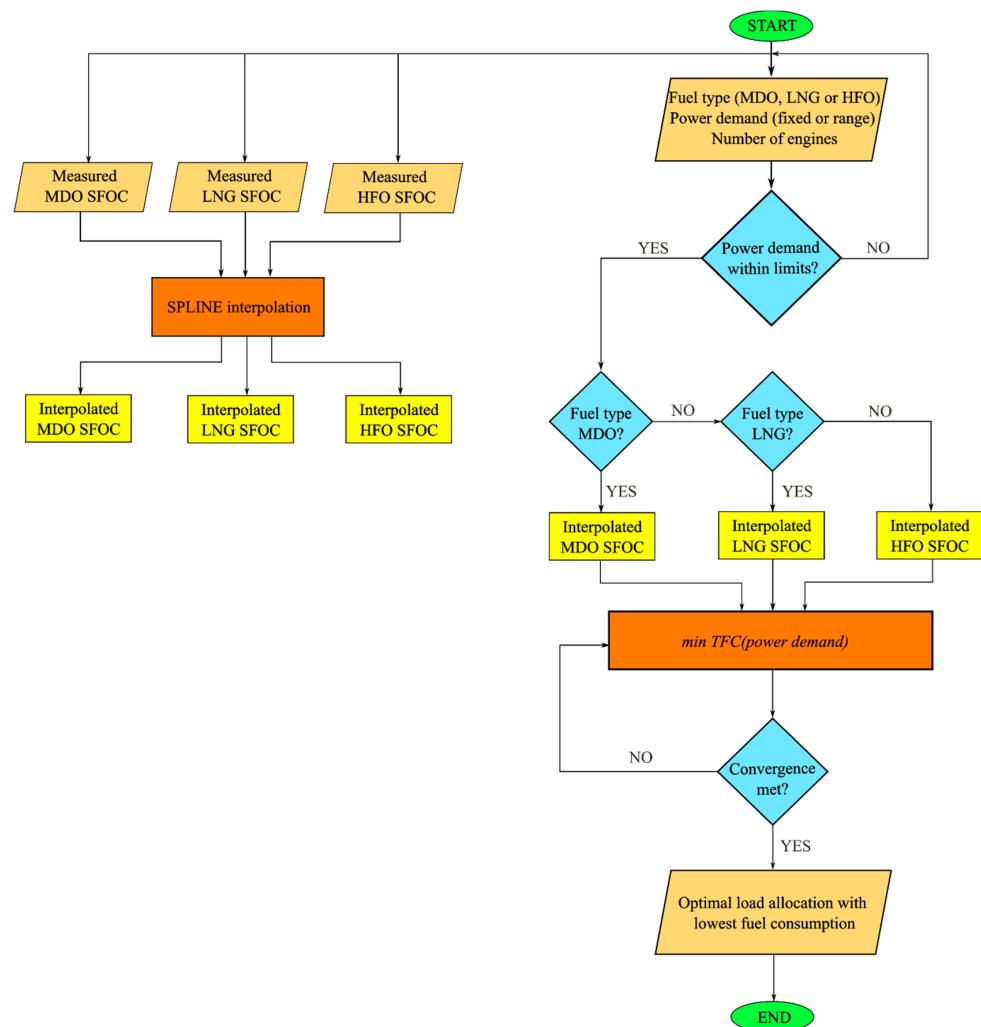 START
Fuel type (MDO, LNG or HFO)
Power demand (fixed or range)
Number of engines
Measured
MDO SFOC
Measured
LNG SFOC
Measured
HFO SFOC
YES
Power demand
within limits?
NO
SPLINE interpolation
Interpolated
MDO SFOC
Interpolated
LNG SFOC
Interpolated
HFO SFOC
Fuel type
MDO?
NO
Fuel type
LNG?
NO
YES
YES
Interpolated
MDO SFOC
Interpolated
LNG SFOC
Interpolated
HFO SFOC
min TFC(power demand)
NO
Convergence
met?
YES
Optimal load allocation with
lowest fuel consumption
END